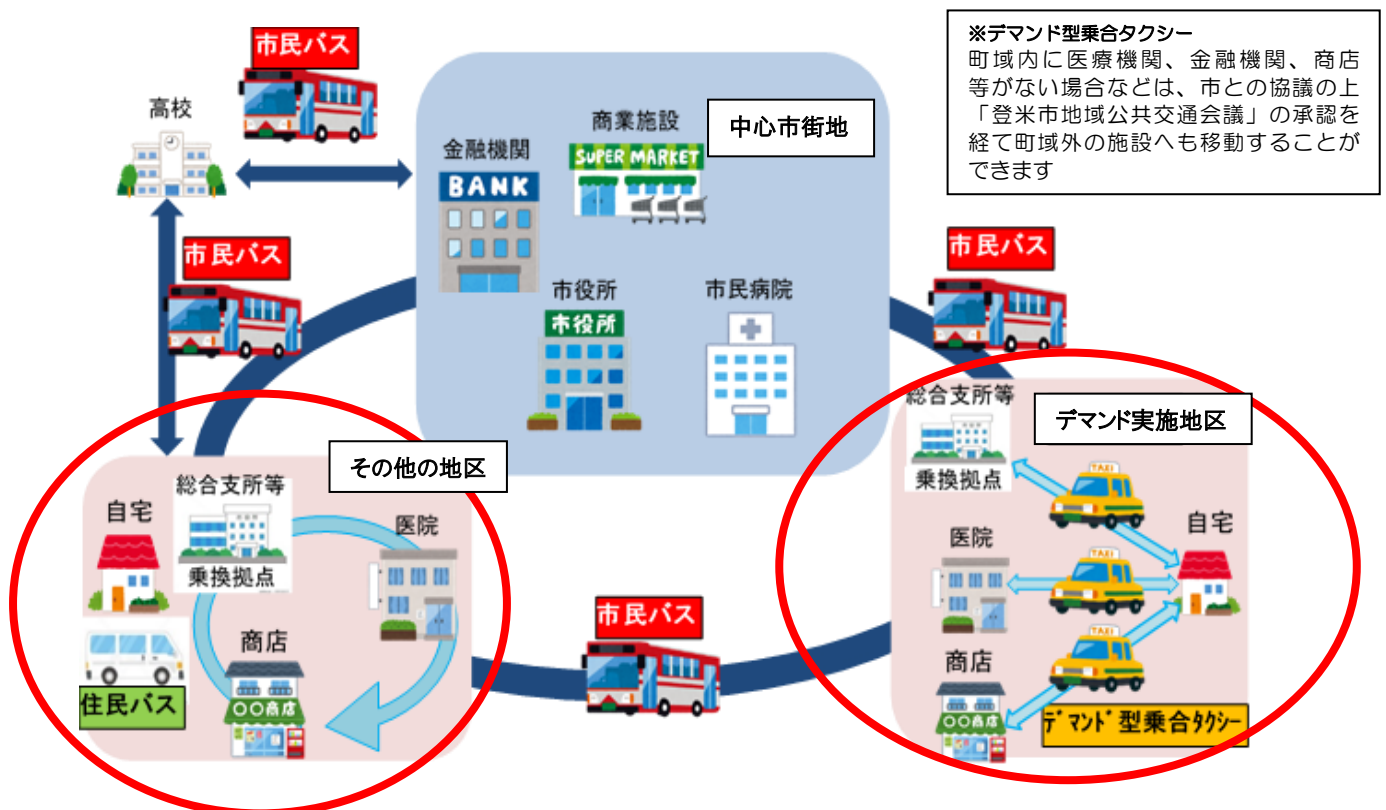 市民バス
※デマンド型乗合タクシー
町域内に医療機関、金融機関、商店
等がない場合などは、市との協議の上
「登米市地域公共交通会議」の承認を
経て町域外の施設へも移動することが
できます
高校
商業施設
中心市街地
金融機関
SUPER MARKET
BANK
市民バス
市民バス
市役所
市民病院
市役所
総合支所等
デマンド実施地区
乗換拠点
その他の地区
TAXI
総合支所等
自宅
医院
自宅
医院
TAXI
乗換拠点
市民バス
商店
TAXI
商店
住民バス
〇〇商店
〇〇商店
デマンド型乗合タクシー